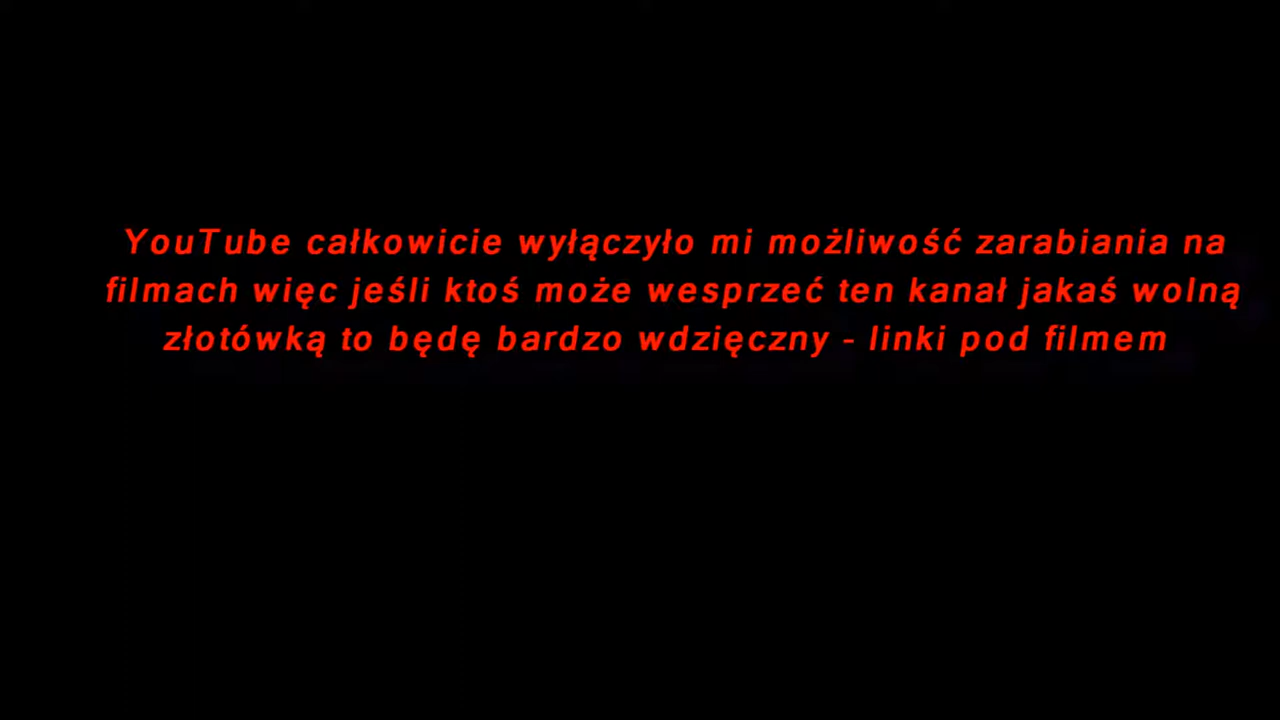 YouTube całkowicie wyłączyło mi możliwość zarabiania na
filmach więc jeśli ktoś może wesprzeć ten kanał jakaś wolną
złotówką to będę bardzo wdzięczny - linki pod filmem